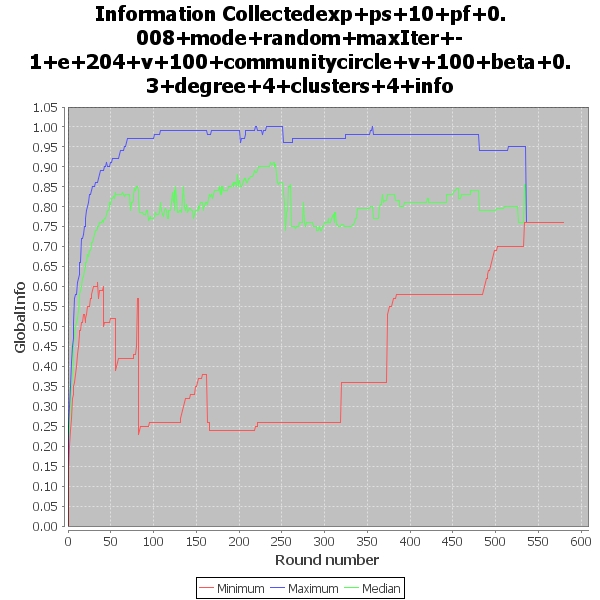 Information Collectedexp+ps+10+pf+0.
008+mode+random+maxIter+-
1+e+204+v+100+communitycircle+v+100+beta+0.
3+degree+4+clusters+4+info
1.05
1.00
0.95
0.90
0.85
0.80
0.75
0.70
0.65
0.60
0.55
0.50
0.45
0.40
0.35
0.30
0.25
0.20
0.15
0.10
0.05
0.00
GlobalInfo
0 50 100 150 200 250 300 350 400 450 500 550 600
Round number
Minimum Maximum Median